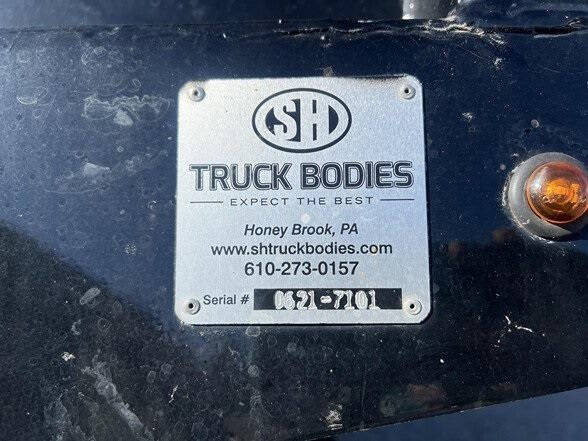 SH
TRUCK BODIES
EXPECT THE BEST
Honey Brook, PA
www.shtruckbodies.com
610-273-0157
Serial # 0621-7101